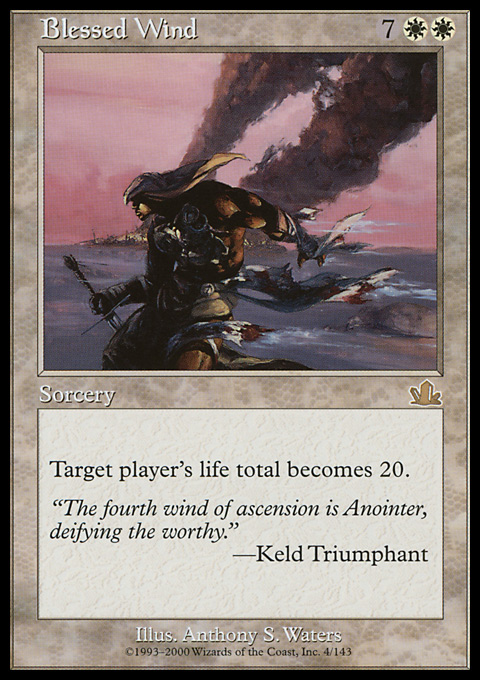 Blessed Wind 7
Sorcery
Target player's life total becomes 20.
“The fourth wind of ascension is Anointer,
deifying the worthy.”
—Keld Triumphant
Illus. Anthony S. Waters
©1993–2000 Wizards of the Coast, Inc. 4/143